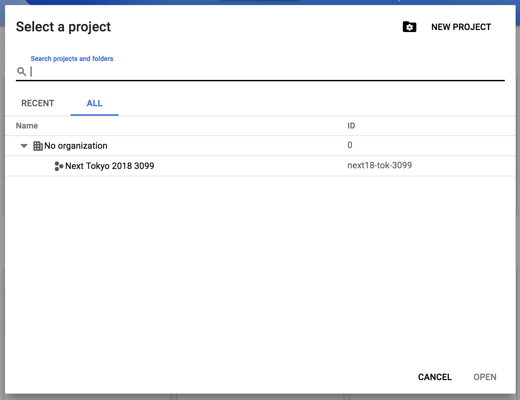 Select a project
NEW PROJECT
Search projects and folders
RECENT ALL
Name ID
No organization 0
Next Tokyo 2018 3099 next18-tok-3099
CANCEL OPEN